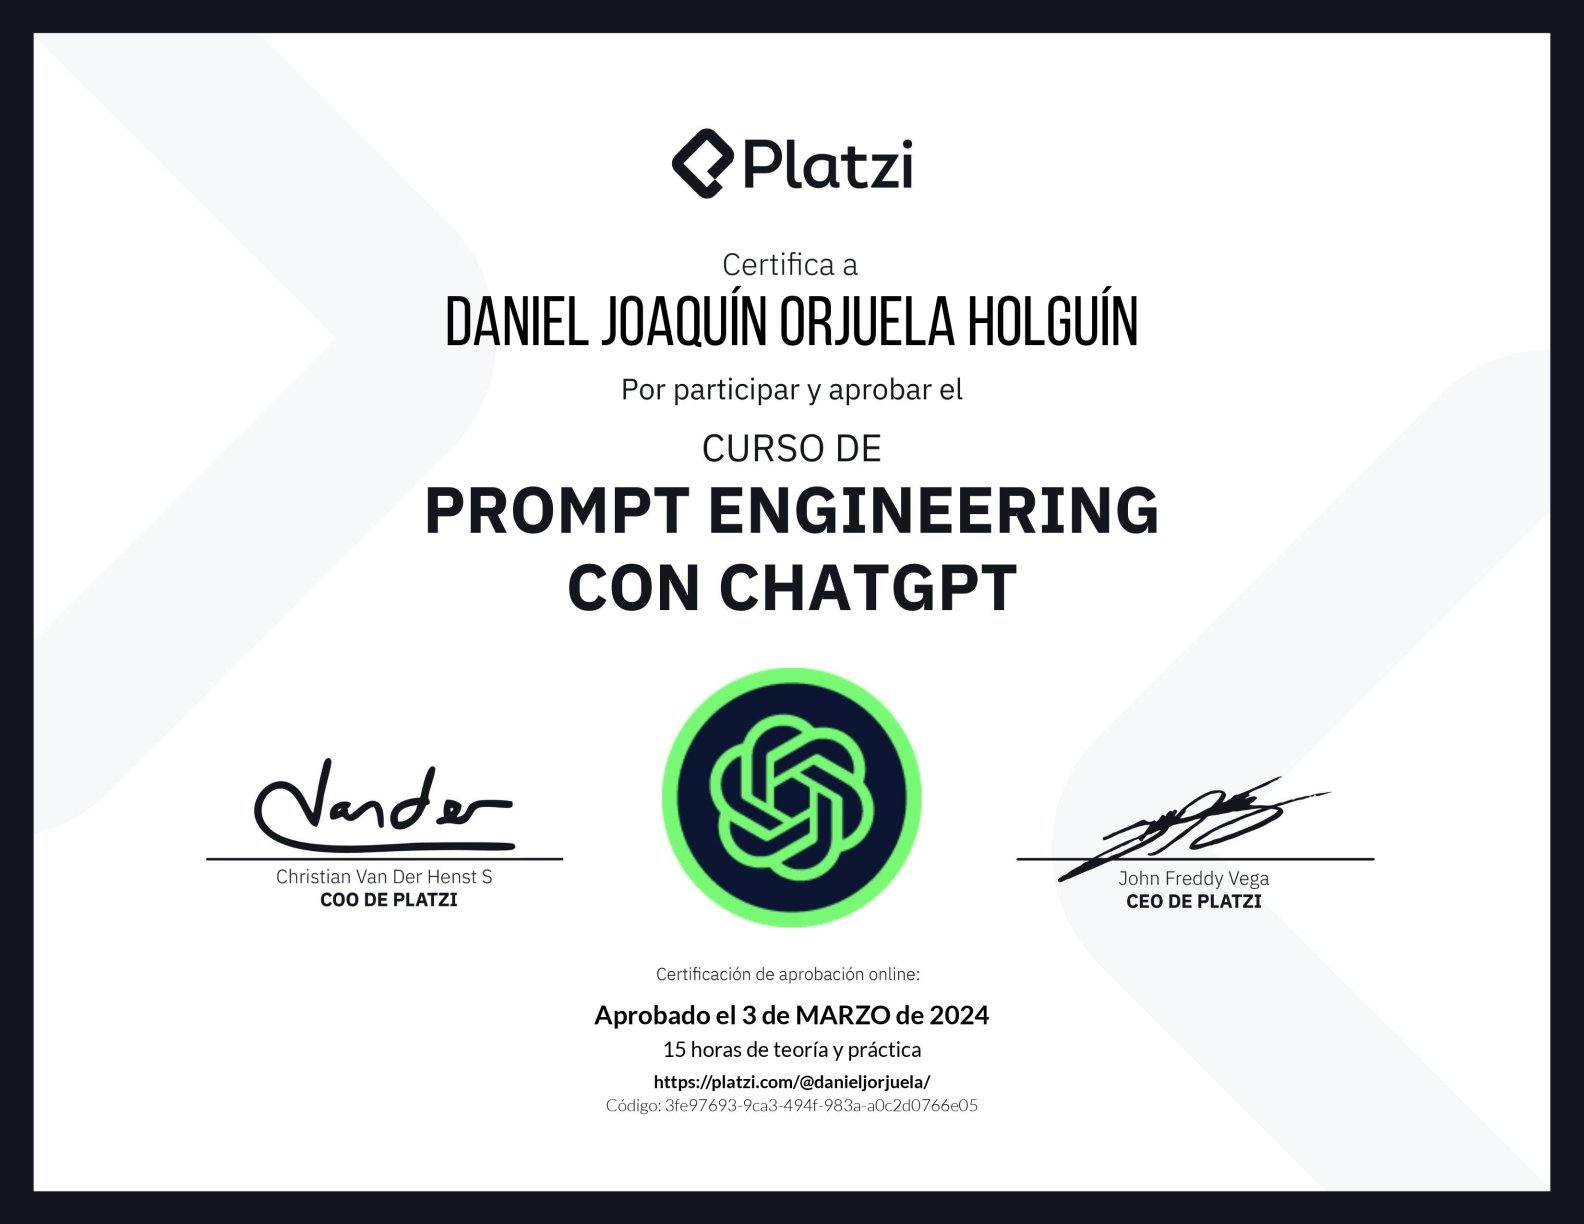 Platzi
Certifica a
DANIEL JOAQUÍN ORJUELA HOLGUÍN
Por participar y aprobar el
CURSO DE
PROMPT ENGINEERING
CON CHATGPT
Vander
Christian Van Der Henst S
COO DE PLATZI
John Freddy Vega
CEO DE PLATZI
Certificación de aprobación online:
Aprobado el 3 de MARZO de 2024
15 horas de teoría y práctica
https://platzi.com/@danieljorjuela/
Código: 3fe97693-9ca3-494f-983a-a0c2d0766e05